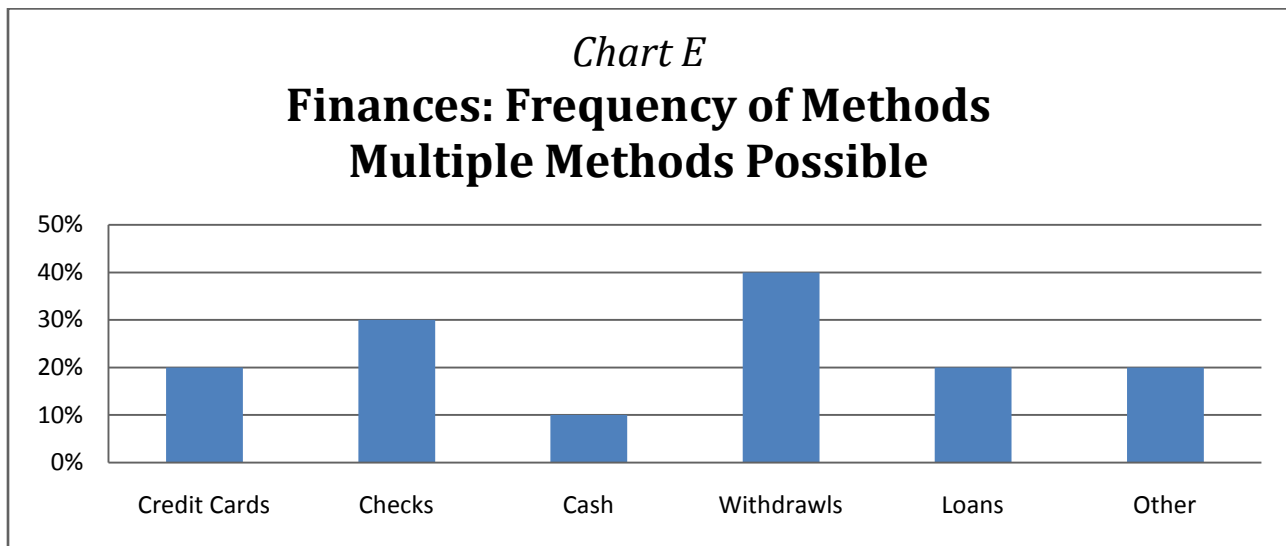 Chart E
Finances: Frequency of Methods
Multiple Methods Possible
50%
40%
30%
20%
10%
0%
Credit Cards Checks Cash Withdrawls Loans Other